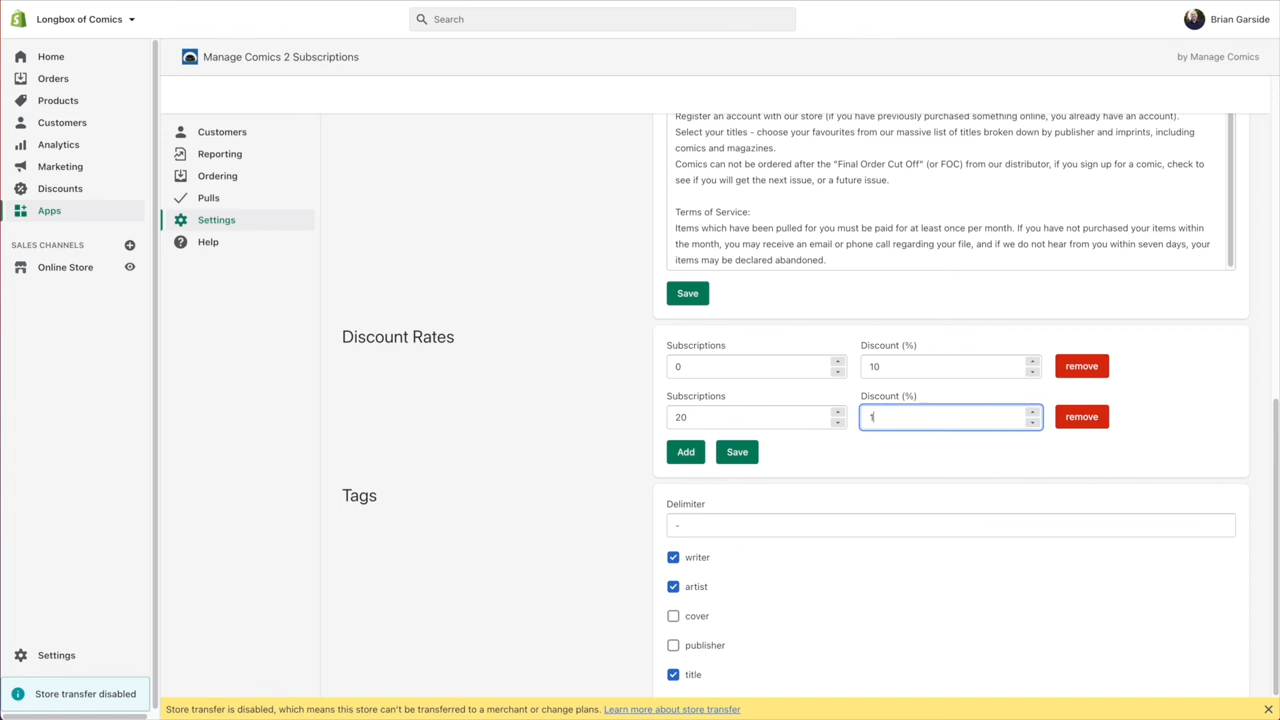 Longbox of Comics
Search
Brian Garside
Home
Orders
Products
Customers
Analytics
Marketing
Discounts
Apps
SALES CHANNELS
Online Store
Settings
Store transfer disabled
Manage Comics 2 Subscriptions
by Manage Comics
Customers
Reporting
Ordering
Pulls
Settings
Help
Register an account with our store (if you have previously purchased something online, you already have an account).
Select your titles - choose your favourites from our massive list of titles broken down by publisher and imprints, including
comics and magazines.
Comics can not be ordered after the "Final Order Cut Off" (or FOC) from our distributor, if you sign up for a comic, check to
see if you will get the next issue, or a future issue.
Terms of Service:
Items which have been pulled for you must be paid for at least once per month. If you have not purchased your items within
the month, you may receive an email or phone call regarding your file, and if we do not hear from you within seven days, your
items may be declared abandoned.
Save
Discount Rates
Subscriptions Discount (%)
0 10 remove
Subscriptions Discount (%)
20 1 remove
Add Save
Tags
Delimiter
-
writer
artist
cover
publisher
title
Store transfer is disabled, which means this store can't be transferred to a merchant or change plans. Learn more about store transfer